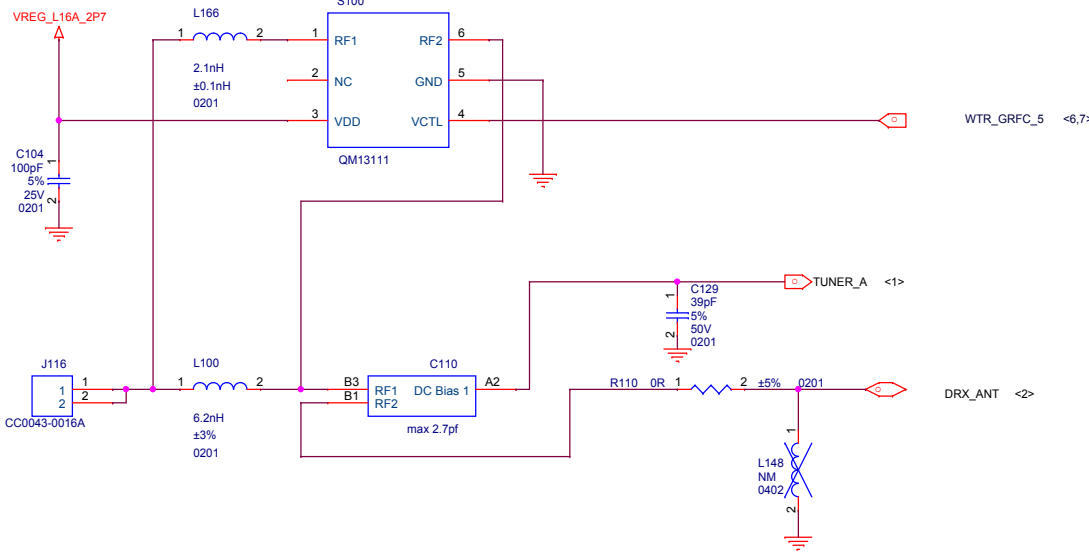 VREG_L16A_2P7
L166
S100
1
2
1
RF1
RF2
6
2.1nH
±0.1nH
0201
2
NC
GND
5
3
VDD
VCTL
4
WTR_GRFC_5 <6,7>
QM13111
C104
100pF
5%
25V
0201
1
2
TUNER_A <1>
C129
39pF
5%
50V
0201
1
2
J116
1
2
1
2
CC0043-0016A
L100
1
2
6.2nH
±3%
0201
C110
B3
B1
RF1
RF2
DC Bias 1
A2
max 2.7pf
R110 0R 1 2 ±5% 0201
DRX_ANT <2>
1
L148
NM
0402
2